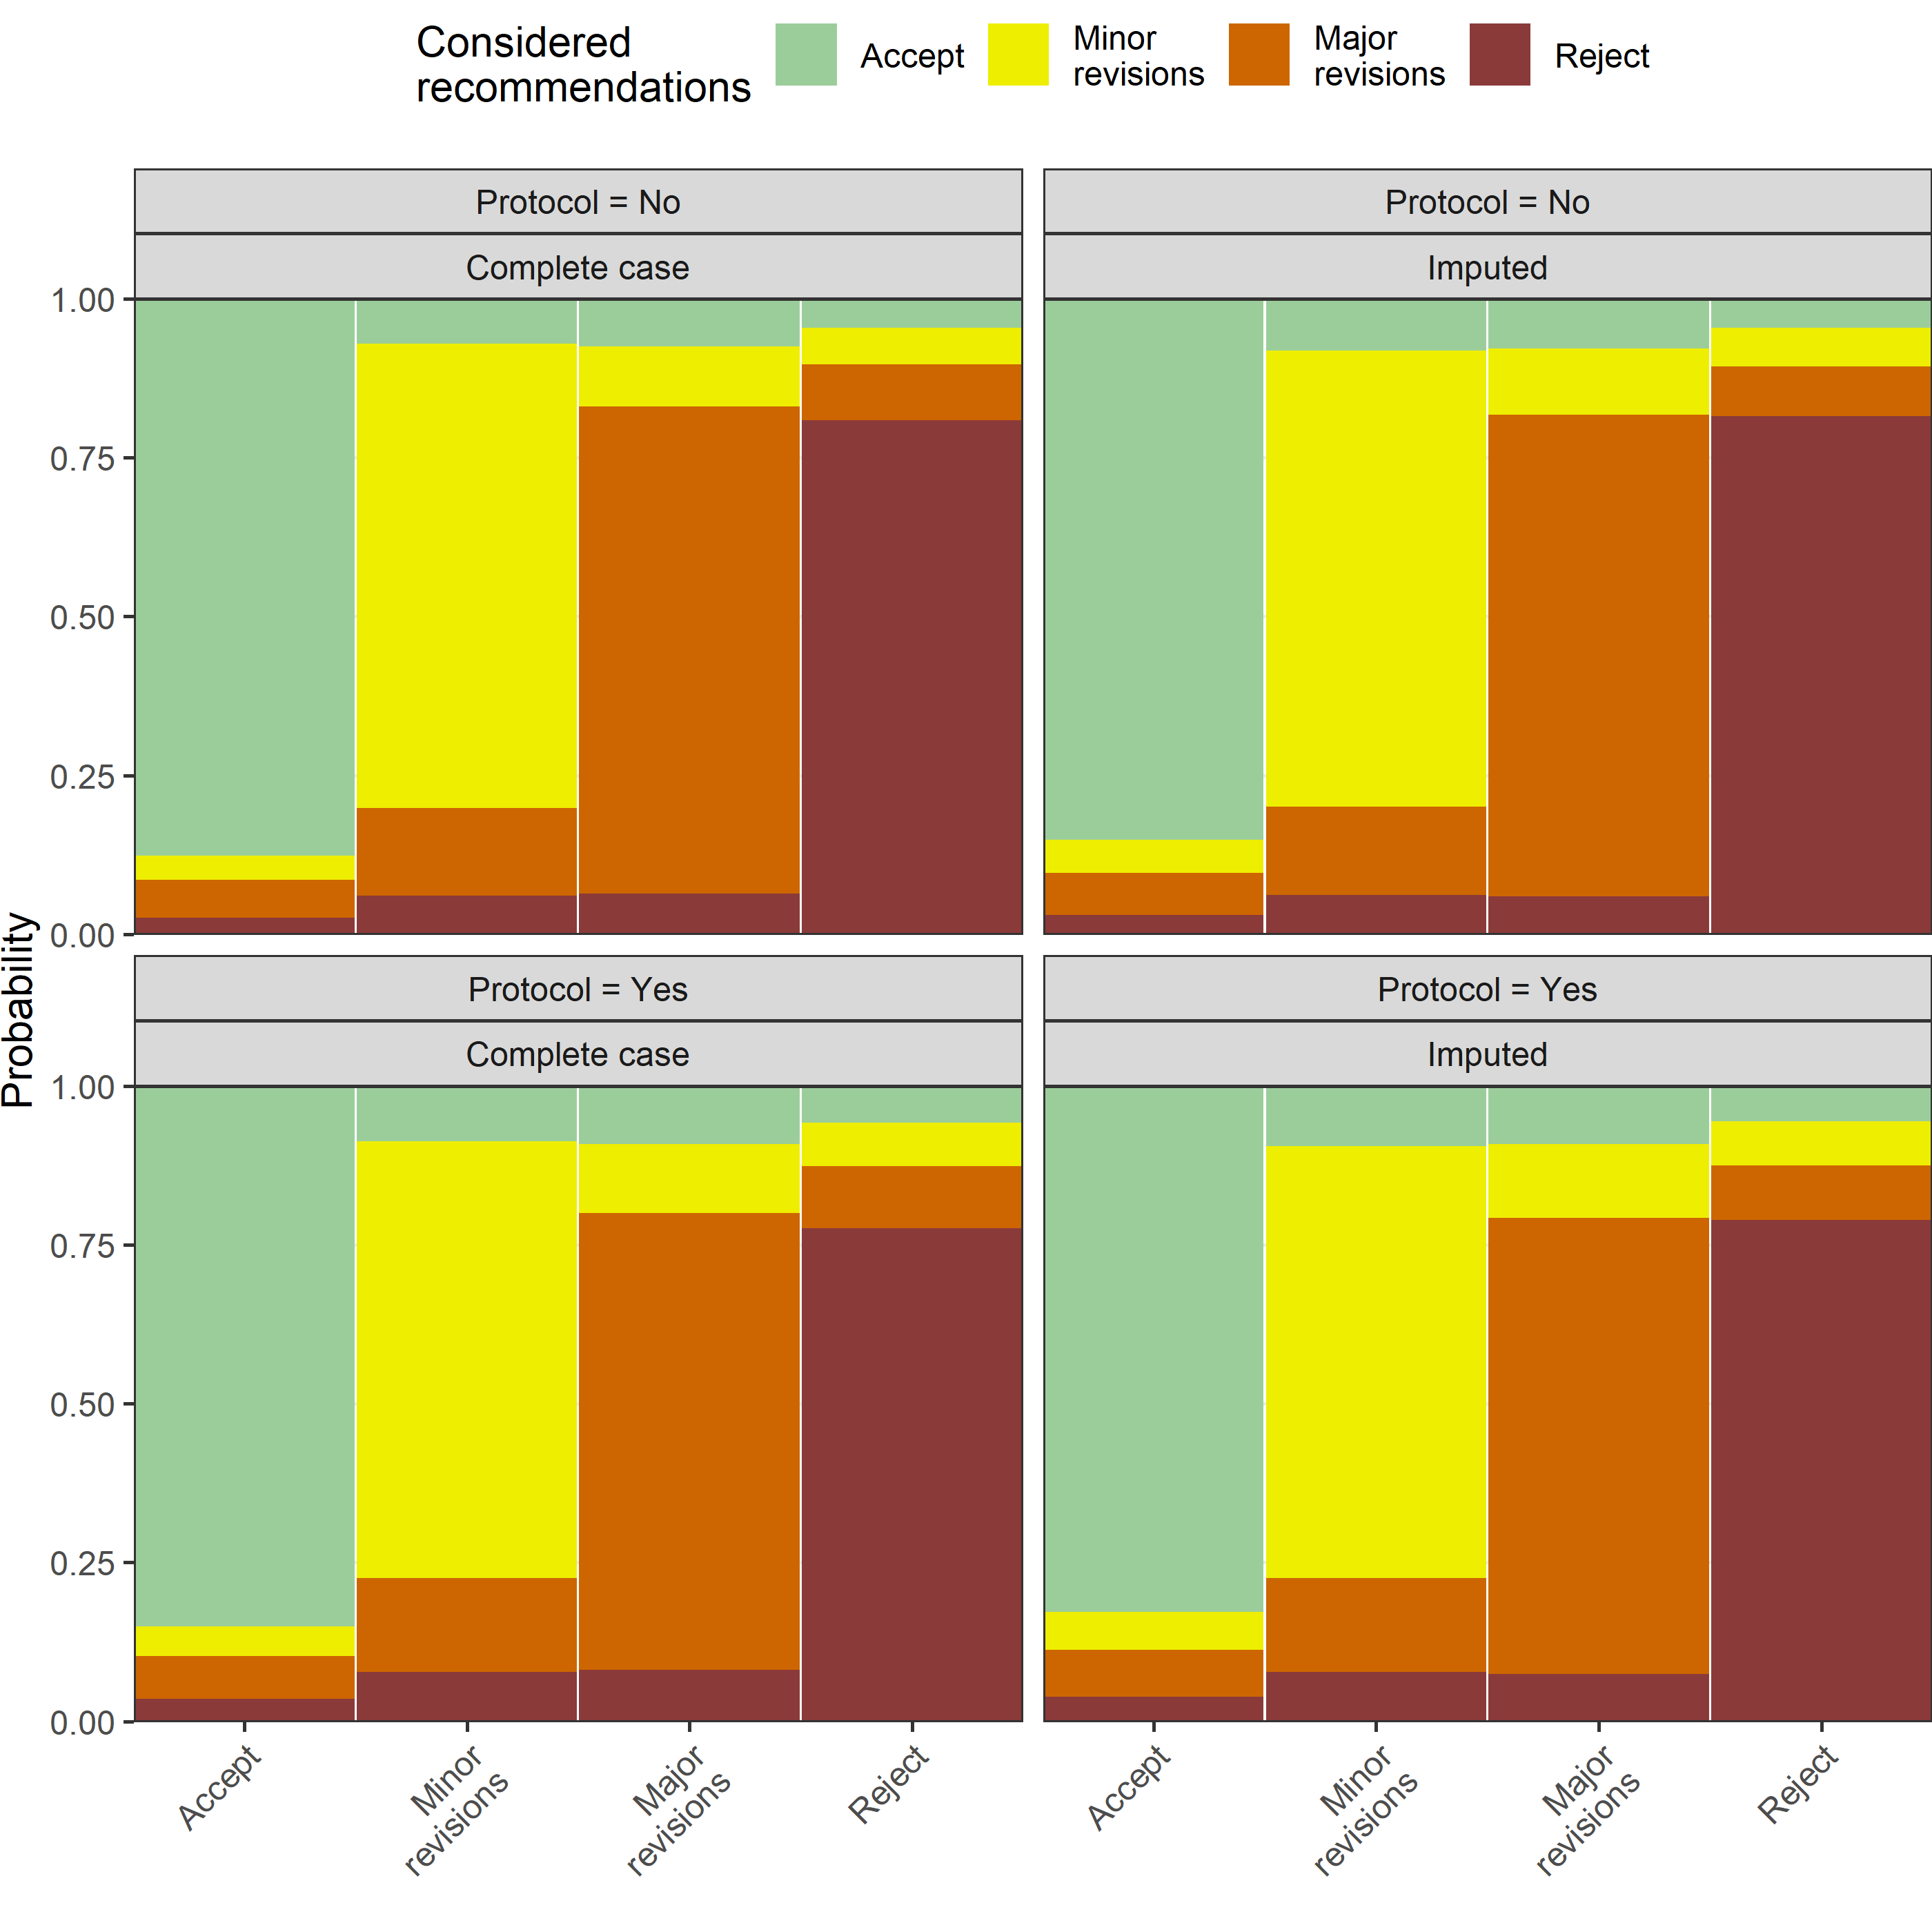 Considered
recommendations
Accept
Minor
revisions
Major
revisions
Reject
Protocol = No
Protocol = No
Complete case
Imputed
1.00
0.75
0.50
0.25
0.00
Protocol = Yes
Protocol = Yes
Complete case
Imputed
1.00
0.75
0.50
0.25
0.00
Probability
Accept
Minor
revisions
Major
revisions
Reject
Accept
Minor
revisions
Major
revisions
Reject